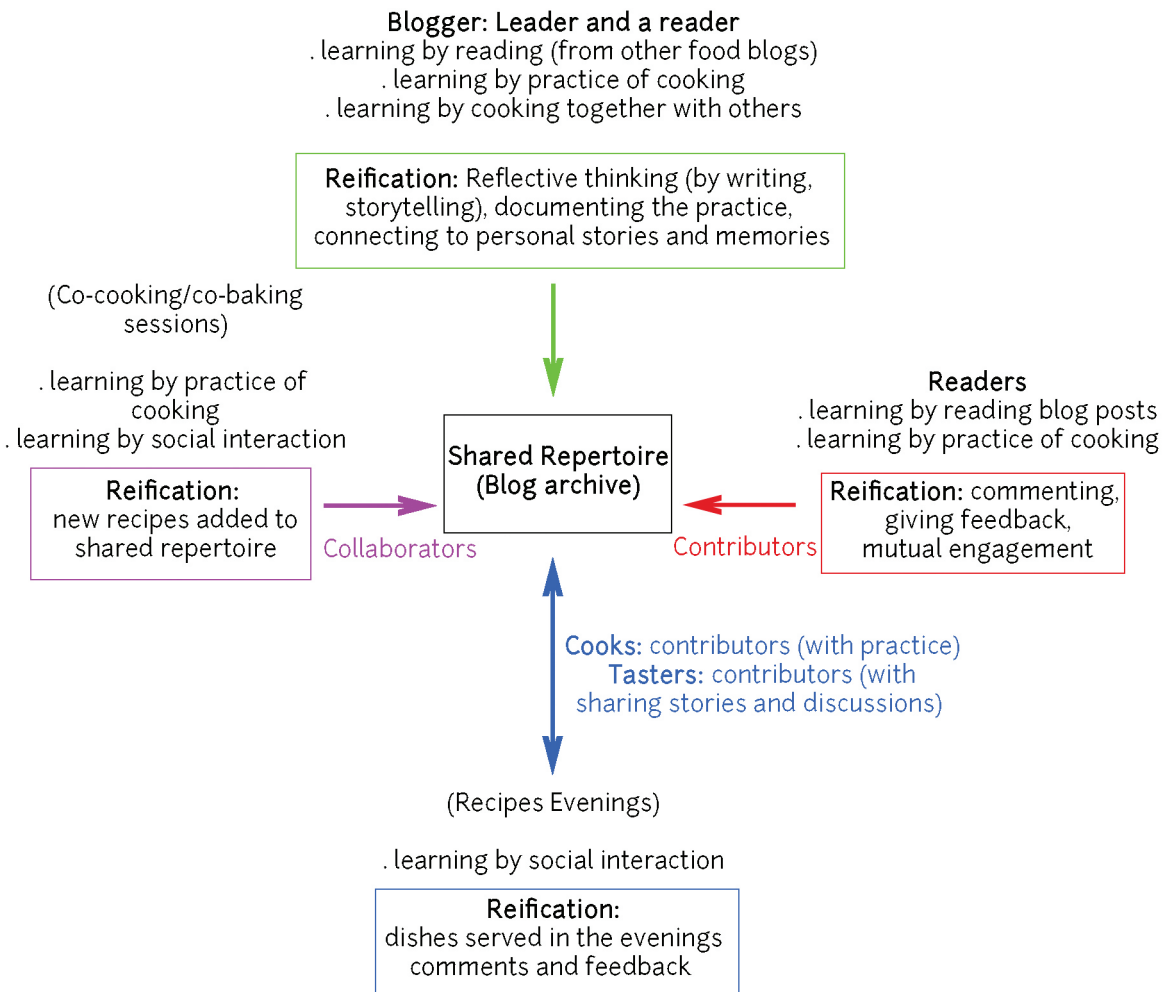 Blogger: Leader and a reader
. learning by reading (from other food blogs)
. learning by practice of cooking
. learning by cooking together with others
Reification: Reflective thinking (by writing,
storytelling), documenting the practice,
connecting to personal stories and memories
(Co-cooking/co-baking
sessions)
. learning by practice of
cooking
. learning by social interaction
Reification:
new recipes added to
shared repertoire
Collaborators
Shared Repertoire
(Blog archive)
Readers
. learning by reading blog posts
. learning by practice of cooking
Reification: commenting,
giving feedback,
mutual engagement
Contributors
Cooks: contributors (with practice)
Tasters: contributors (with
sharing stories and discussions)
(Recipes Evenings)
. learning by social interaction
Reification:
dishes served in the evenings
comments and feedback